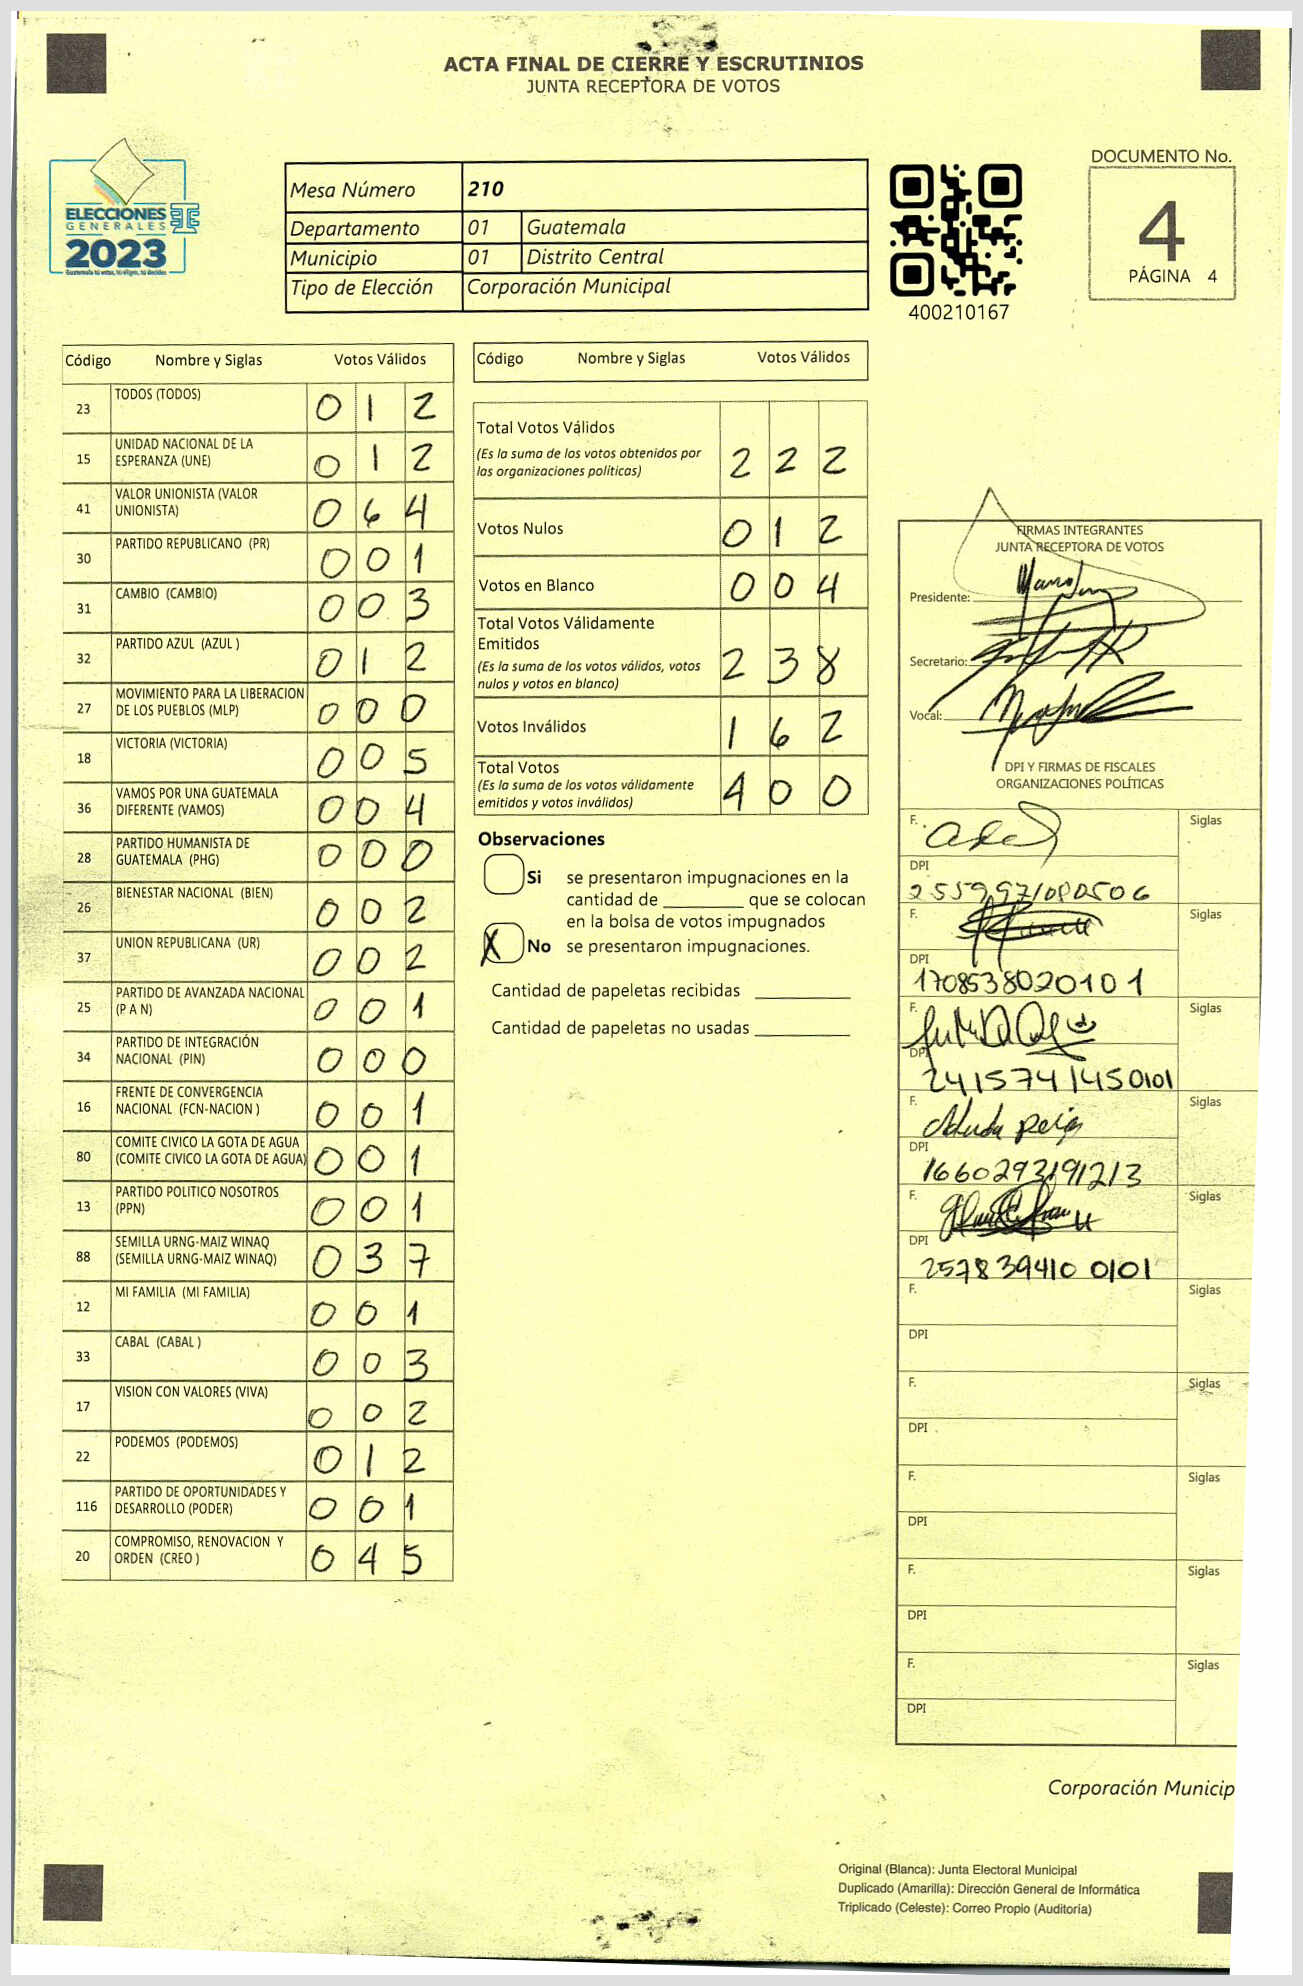 ACTA FINAL DE CIERRE Y ESCRUTINIOS
JUNTA RECEPTORA DE VOTOS
ELECCIONES
GENERALES
2023
Guatemala tú votas, tú eliges, tú decides
Mesa Número 210
Departamento 01 Guatemala
Municipio 01 Distrito Central
Tipo de Elección Corporación Municipal
400210167
DOCUMENTO No.
4
PÁGINA 4
Código Nombre y Siglas Votos Válidos
23 TODOS (TODOS) 0 1 2
15 UNIDAD NACIONAL DE LA ESPERANZA (UNE) 0 1 2
41 VALOR UNIONISTA (VALOR UNIONISTA) 0 6 4
30 PARTIDO REPUBLICANO (PR) 0 0 1
31 CAMBIO (CAMBIO) 0 0 3
32 PARTIDO AZUL (AZUL ) 0 1 2
27 MOVIMIENTO PARA LA LIBERACION DE LOS PUEBLOS (MLP) 0 0 0
18 VICTORIA (VICTORIA) 0 0 5
36 VAMOS POR UNA GUATEMALA DIFERENTE (VAMOS) 0 0 4
28 PARTIDO HUMANISTA DE GUATEMALA (PHG) 0 0 0
26 BIENESTAR NACIONAL (BIEN) 0 0 2
37 UNION REPUBLICANA (UR) 0 0 2
25 PARTIDO DE AVANZADA NACIONAL (P A N) 0 0 1
34 PARTIDO DE INTEGRACIÓN NACIONAL (PIN) 0 0 0
16 FRENTE DE CONVERGENCIA NACIONAL (FCN-NACION ) 0 0 1
80 COMITE CIVICO LA GOTA DE AGUA (COMITE CIVICO LA GOTA DE AGUA) 0 0 1
13 PARTIDO POLITICO NOSOTROS (PPN) 0 0 1
88 SEMILLA URNG-MAIZ WINAQ (SEMILLA URNG-MAIZ WINAQ) 0 3 7
12 MI FAMILIA (MI FAMILIA) 0 0 1
33 CABAL (CABAL ) 0 0 3
17 VISION CON VALORES (VIVA) 0 0 2
22 PODEMOS (PODEMOS) 0 1 2
116 PARTIDO DE OPORTUNIDADES Y DESARROLLO (PODER) 0 0 1
20 COMPROMISO, RENOVACION Y ORDEN (CREO ) 0 4 5
Código Nombre y Siglas Votos Válidos
Total Votos Válidos
(Es la suma de los votos obtenidos por
las organizaciones políticas) 2 2 2
Votos Nulos 0 1 2
Votos en Blanco 0 0 4
Total Votos Válidamente
Emitidos
(Es la suma de los votos válidos, votos
nulos y votos en blanco) 2 3 8
Votos Inválidos 1 6 2
Total Votos
(Es la suma de los votos válidamente
emitidos y votos inválidos) 4 0 0
Observaciones
Si se presentaron impugnaciones en la
cantidad de ________ que se colocan
en la bolsa de votos impugnados
X No se presentaron impugnaciones.
Cantidad de papeletas recibidas
Cantidad de papeletas no usadas
FIRMAS INTEGRANTES
JUNTA RECEPTORA DE VOTOS
Presidente:
Secretario:
Vocal:
DPI Y FIRMAS DE FISCALES
ORGANIZACIONES POLÍTICAS
F. Siglas
DPI
F. Siglas
DPI
1708538020101
F. Siglas
DPI
2415741450101
F. Siglas
DPI
1660293191213
F. Siglas
DPI
2578394100101
F. Siglas
DPI
F. Siglas
DPI
F. Siglas
DPI
F. Siglas
DPI
F. Siglas
DPI
Corporación Municip
Original (Blanca): Junta Electoral Municipal
Duplicado (Amarilla): Dirección General de Informática
Triplicado (Celeste): Correo Propio (Auditoría)